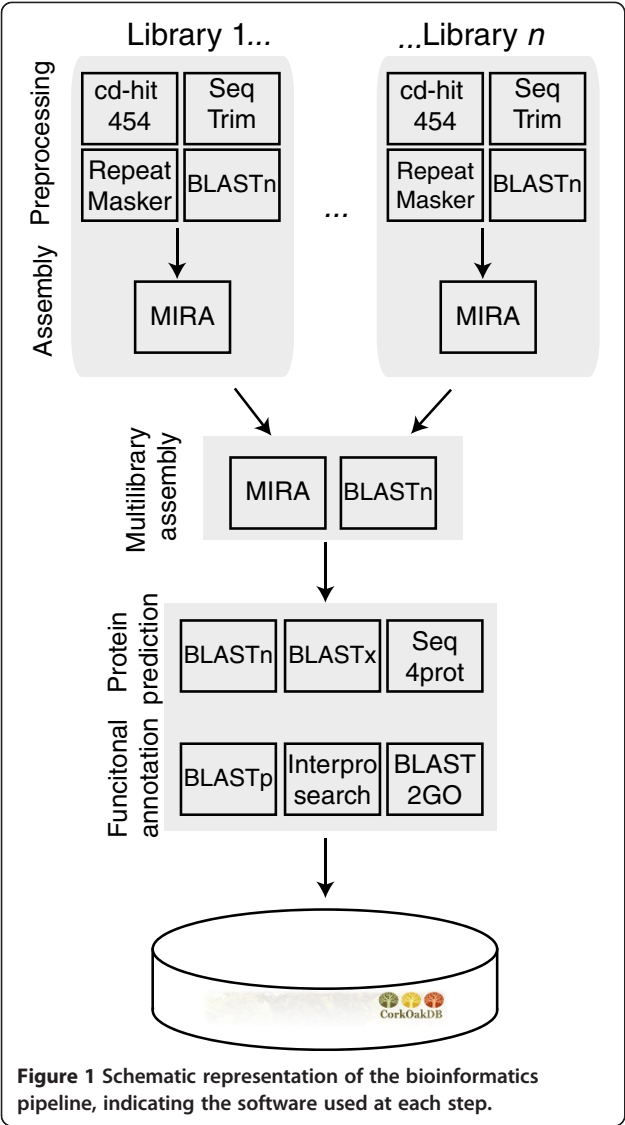 Library 1...
...Library n
Preprocessing
cd-hit
454
Seq
Trim
Repeat
Masker
BLASTn
Assembly
MIRA
...
cd-hit
454
Seq
Trim
Repeat
Masker
BLASTn
MIRA
Multilibrary
assembly
MIRA
BLASTn
Protein
prediction
BLASTn
BLASTx
Seq
4prot
Funcitonal
annotation
BLASTp
Interpro
search
BLAST
2GO
CorkOakDB
Figure 1 Schematic representation of the bioinformatics
pipeline, indicating the software used at each step.